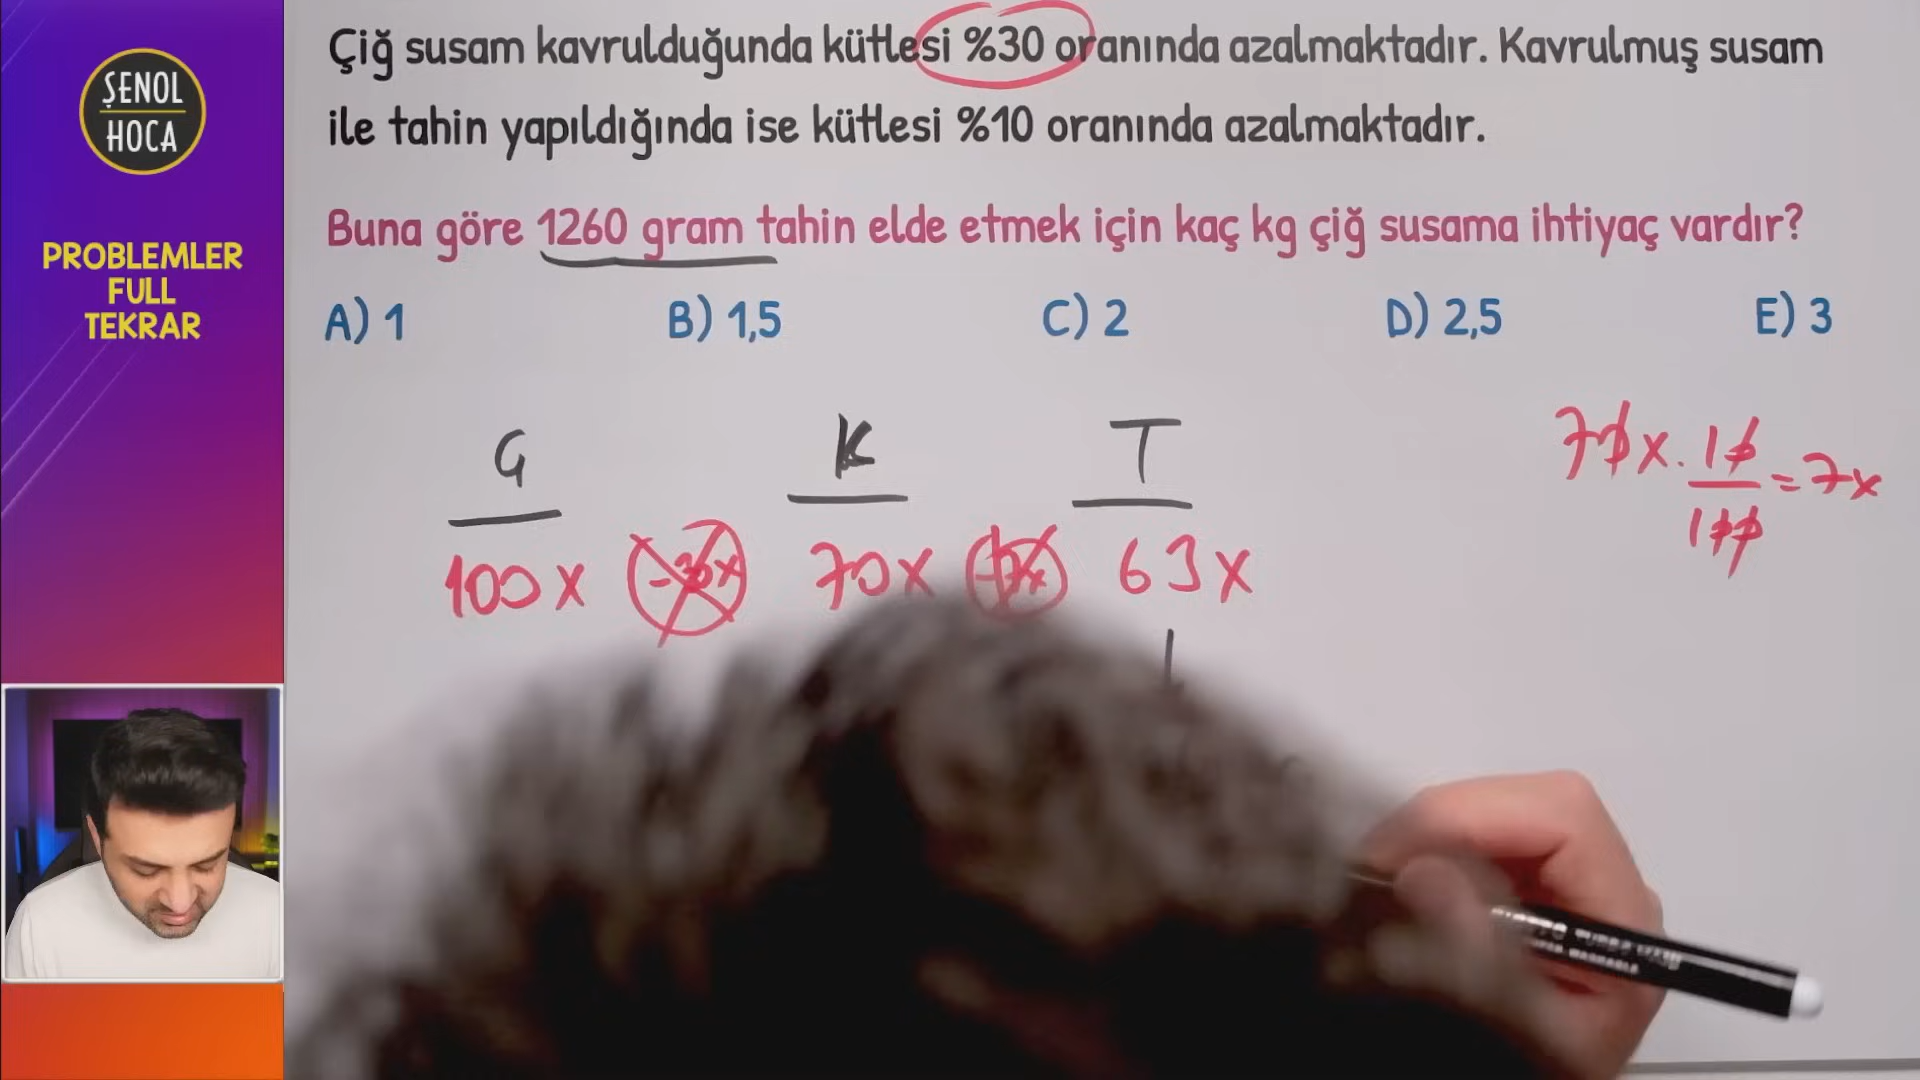 ŞENOL
HOCA
PROBLEMLER
FULL
TEKRAR
Çiğ susam kavrulduğunda kütlesi %30 oranında azalmaktadır. Kavrulmuş susam
ile tahin yapıldığında ise kütlesi %10 oranında azalmaktadır.
Buna göre 1260 gram tahin elde etmek için kaç kg çiğ susama ihtiyaç vardır?
A) 1 B) 1,5 C) 2 D) 2,5 E) 3
Ç K T
100x -30x 70x -7x 63x
70x . 10/100 = 7x